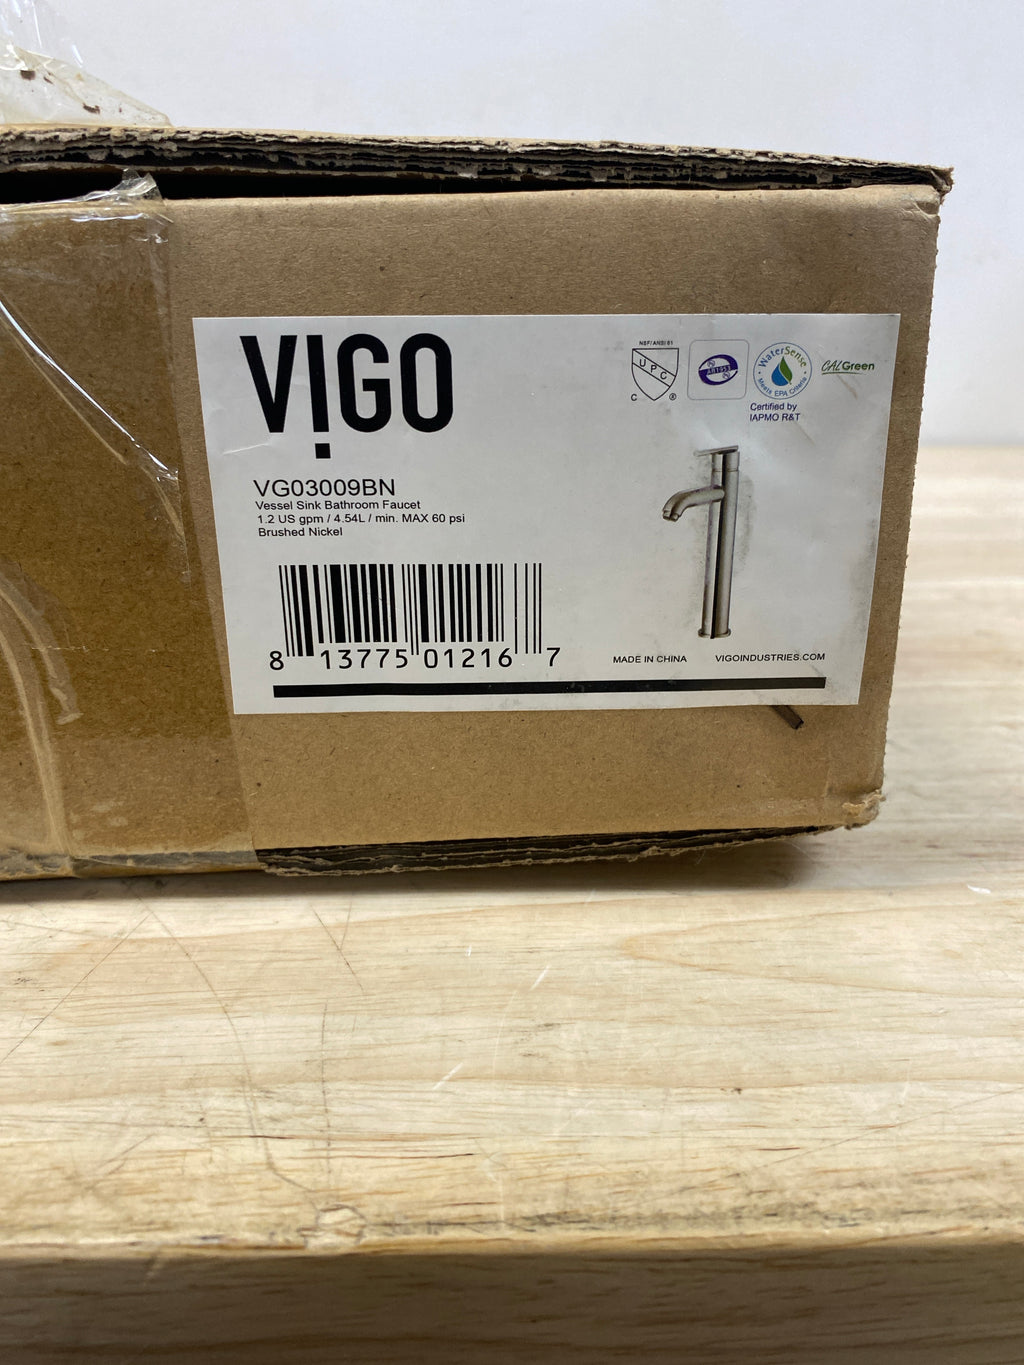 VIGO
NSF/ANSI 61
UPC
C ®
AB1953
WaterSense
Meets EPA Criteria
CALGreen
Certified by
IAPMO R&T
VG03009BN
Vessel Sink Bathroom Faucet
1.2 US gpm / 4.54L / min. MAX 60 psi
Brushed Nickel
8 13775 01216 7
MADE IN CHINA VIGOINDUSTRIES.COM